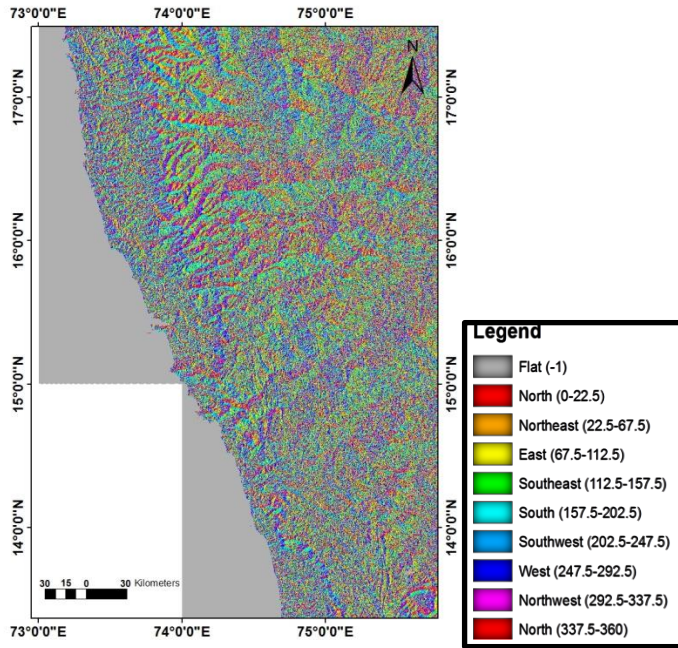 73°0'0"E 74°0'0"E 75°0'0"E
N
17°0'0"N 17°0'0"N
16°0'0"N 16°0'0"N
15°0'0"N 15°0'0"N
14°0'0"N 14°0'0"N
30 15 0 30 Kilometers
73°0'0"E 74°0'0"E 75°0'0"E
Legend
Flat (-1)
North (0-22.5)
Northeast (22.5-67.5)
East (67.5-112.5)
Southeast (112.5-157.5)
South (157.5-202.5)
Southwest (202.5-247.5)
West (247.5-292.5)
Northwest (292.5-337.5)
North (337.5-360)